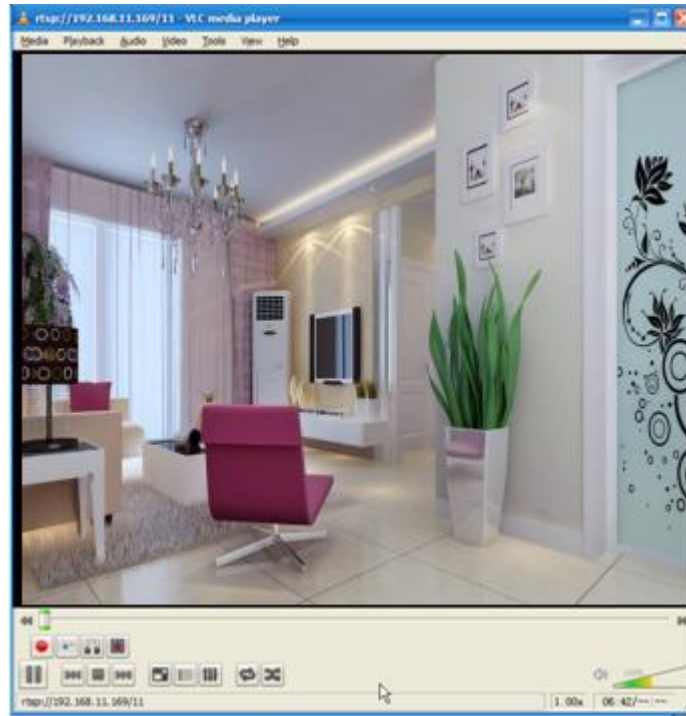 rtsp://192.168.11.169/11 - VLC media player
Media Playback Audio Video Tools View Help
rtsp://192.168.11.169/11 1.00x 06:42/--:--